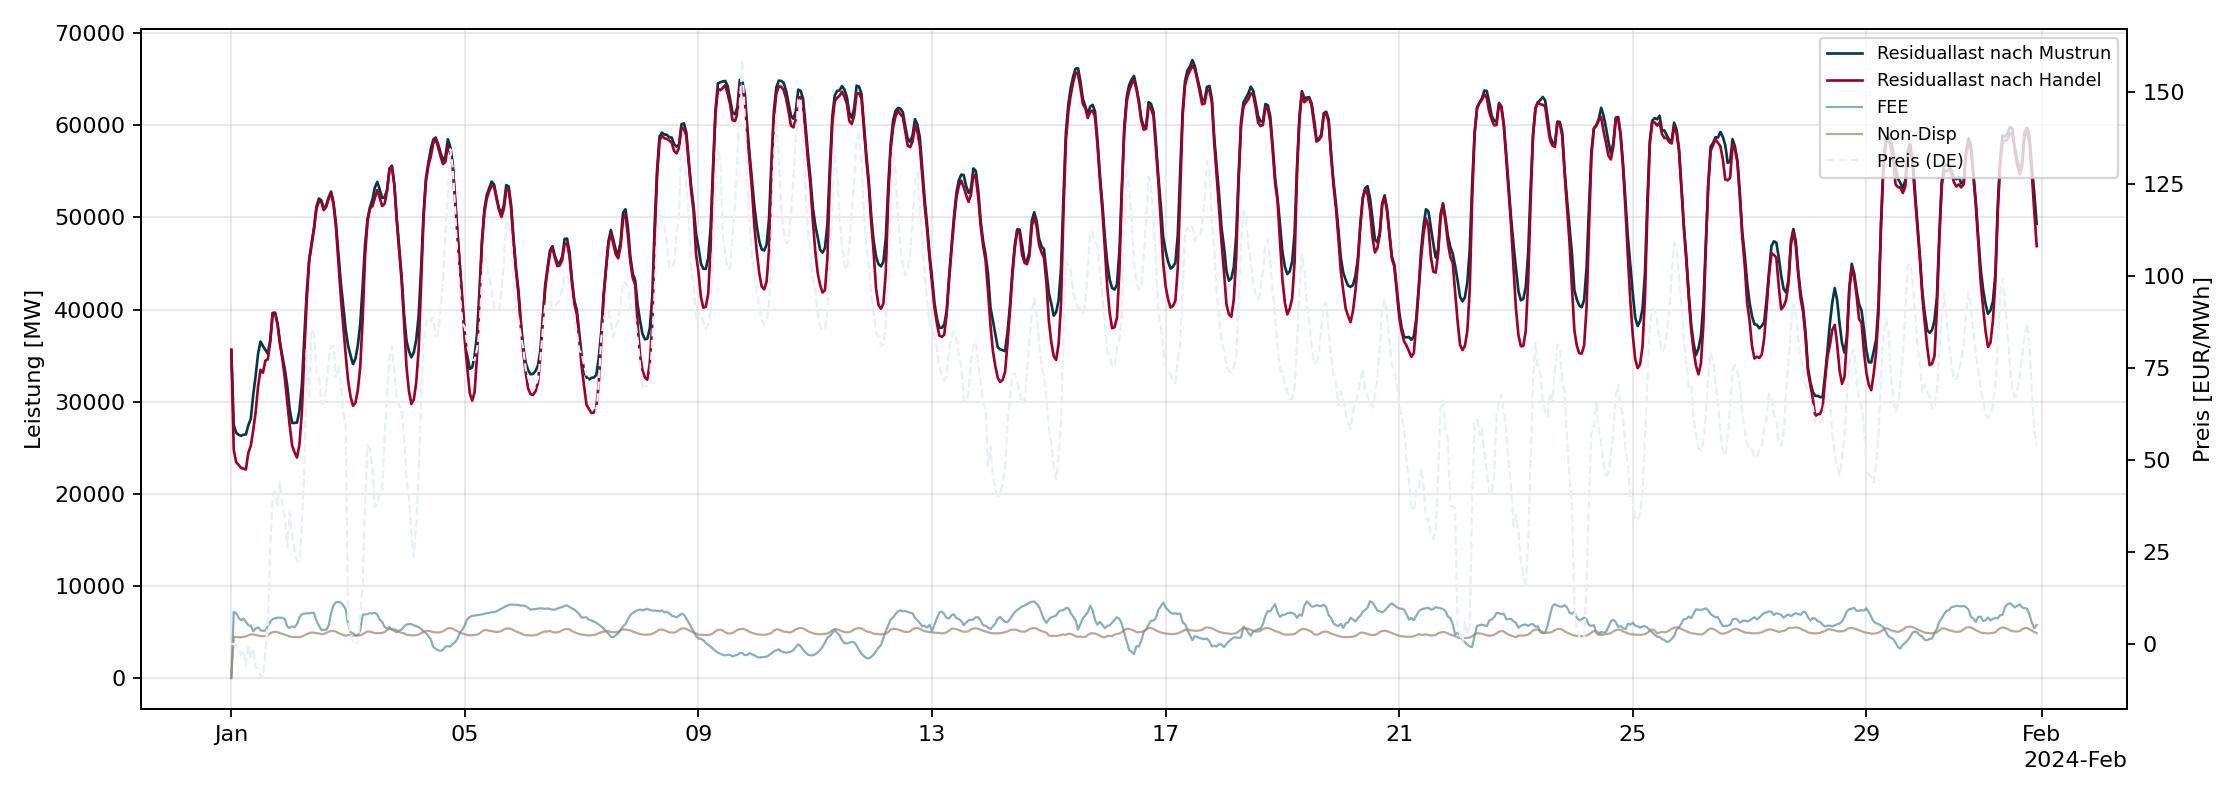 70000
60000
50000
40000
30000
20000
10000
0
Leistung [MW]
150
125
100
75
50
25
0
Preis [EUR/MWh]
Residuallast nach Mustrun
Residuallast nach Handel
FEE
Non-Disp
Preis (DE)
Jan 05 09 13 17 21 25 29 Feb
2024-Feb